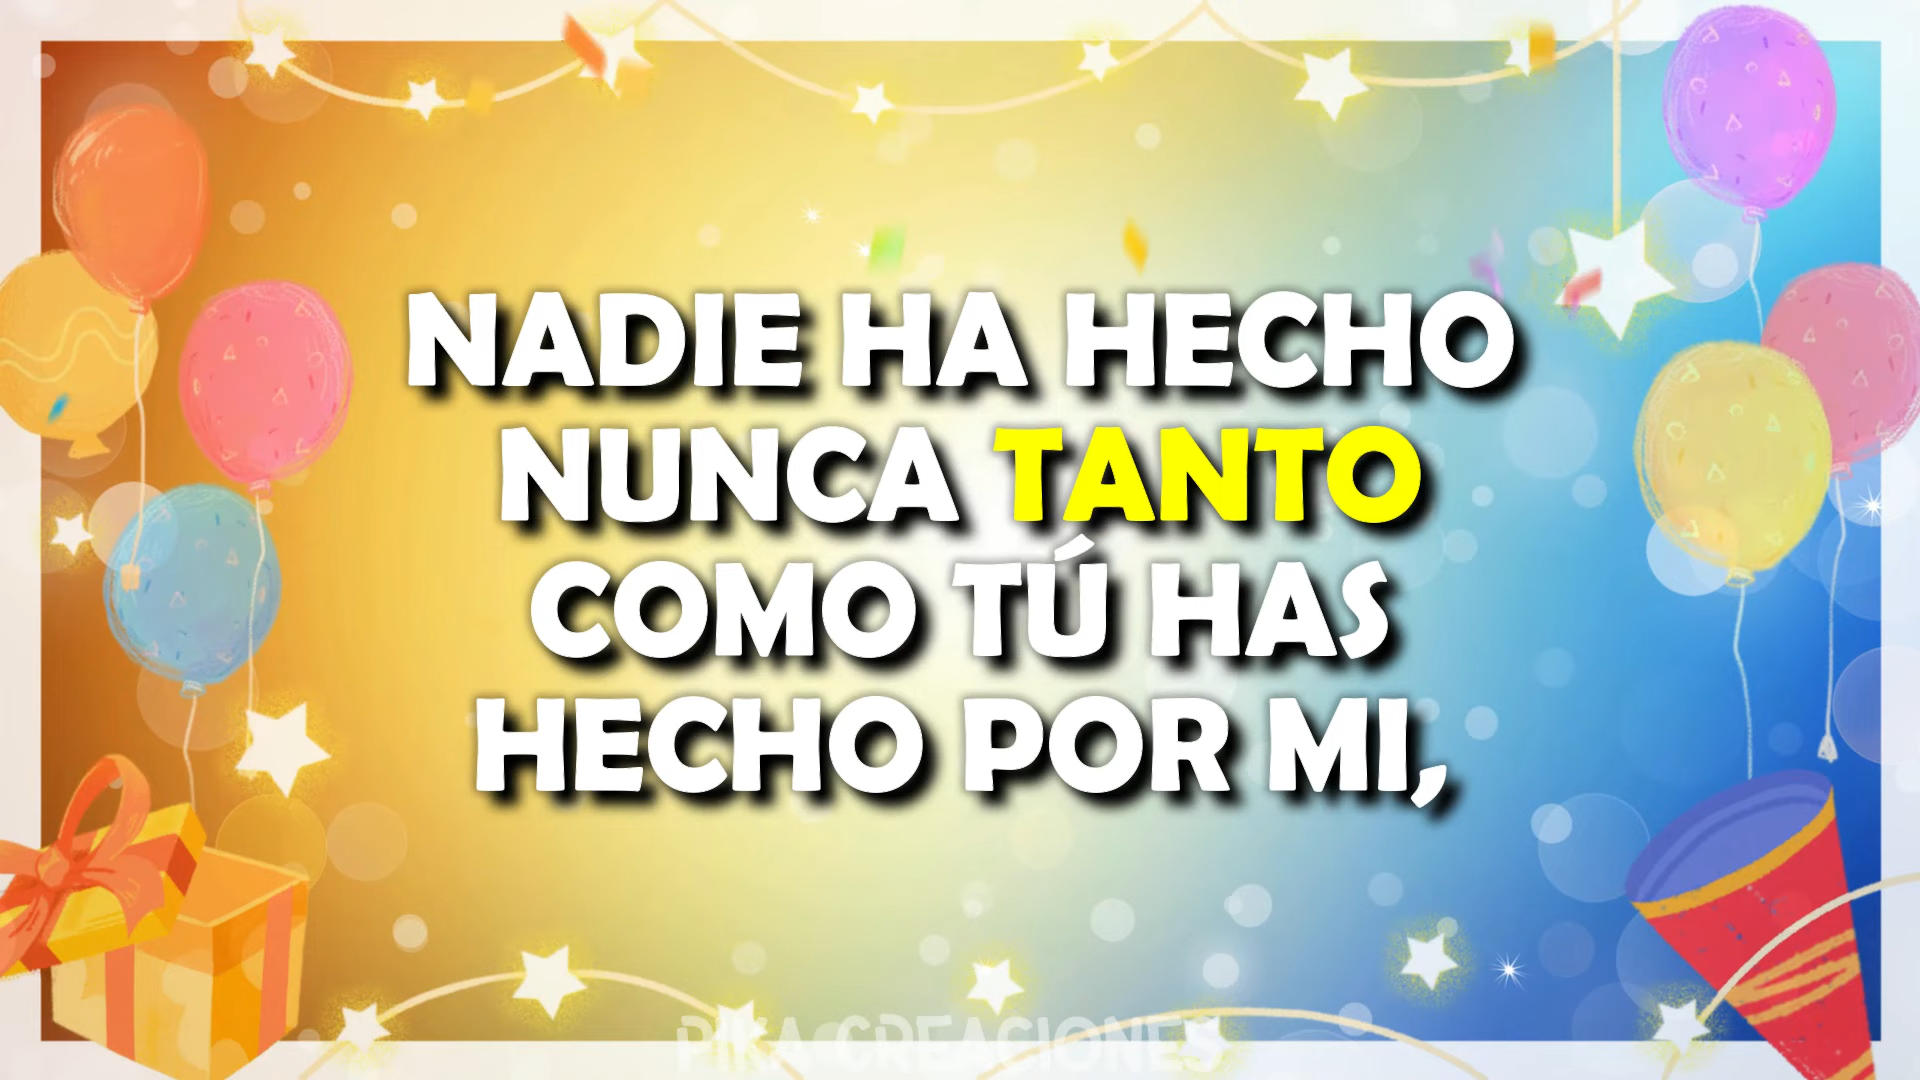 NADIE HA HECHO
NUNCA TANTO
COMO TÚ HAS
HECHO POR MI,
PIKA CREACIONES